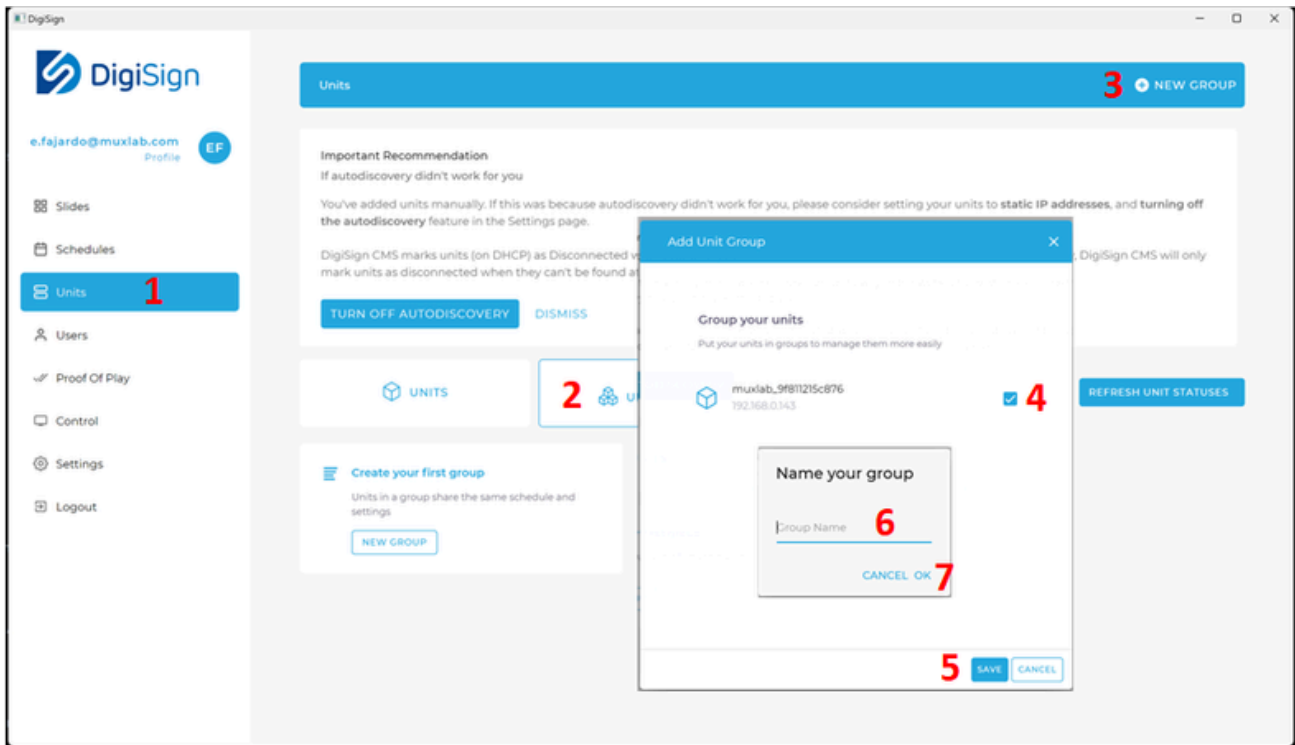 DigiSign
DigiSign
e.fajardo@muxlab.com
Profile
EF
Slides
Schedules
Units 1
Users
Proof Of Play
Control
Settings
Logout
Units
3 NEW GROUP
Important Recommendation
If autodiscovery didn't work for you
You've added units manually. If this was because autodiscovery didn't work for you, please consider setting your units to static IP addresses, and turning off
the autodiscovery feature in the Settings page.
DigiSign CMS marks units (on DHCP) as Disconnected
, DigiSign CMS will only
mark units as disconnected when they can't be found
TURN OFF AUTODISCOVERY DISMISS
UNITS
2 U
REFRESH UNIT STATUSES
Create your first group
Units in a group share the same schedule and
settings
NEW GROUP
Add Unit Group
Group your units
Put your units in groups to manage them more easily
muxlab_9f811215c876
192.168.0.143
4
Name your group
Group Name 6
CANCEL OK 7
5 SAVE CANCEL